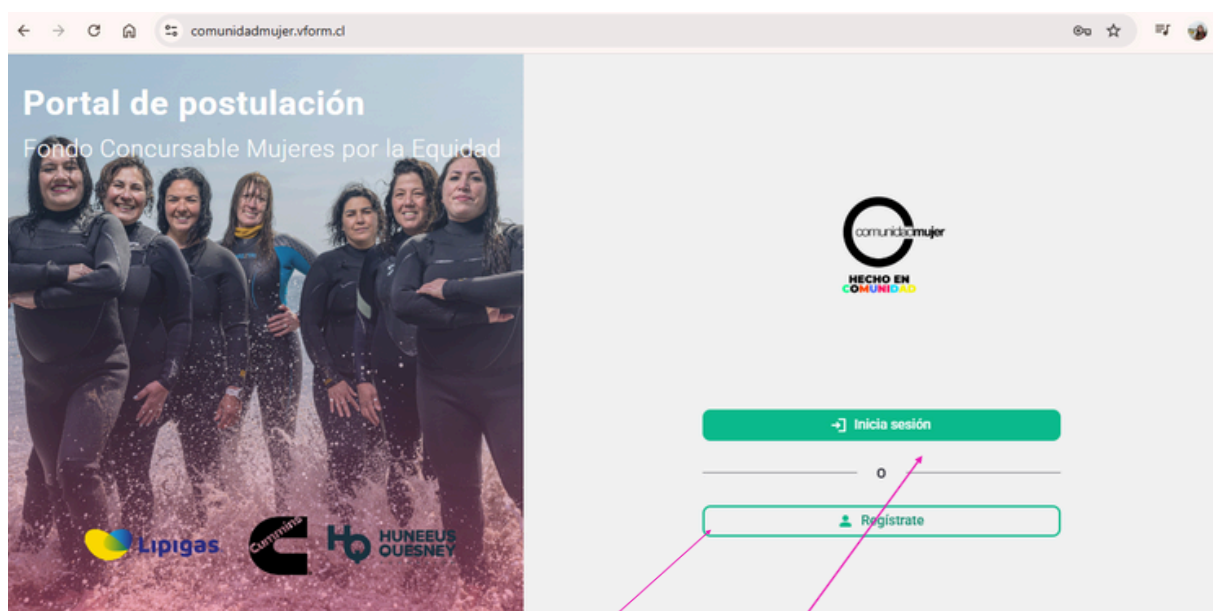 comunidadmujer.vform.cl
Portal de postulación
Fondo Concursable Mujeres por la Equidad
Lipigas
Cummins
HUNEEUS
QUESNEY
comunidadmujer
HECHO EN
COMUNIDAD
Inicia sesión
O
Regístrate